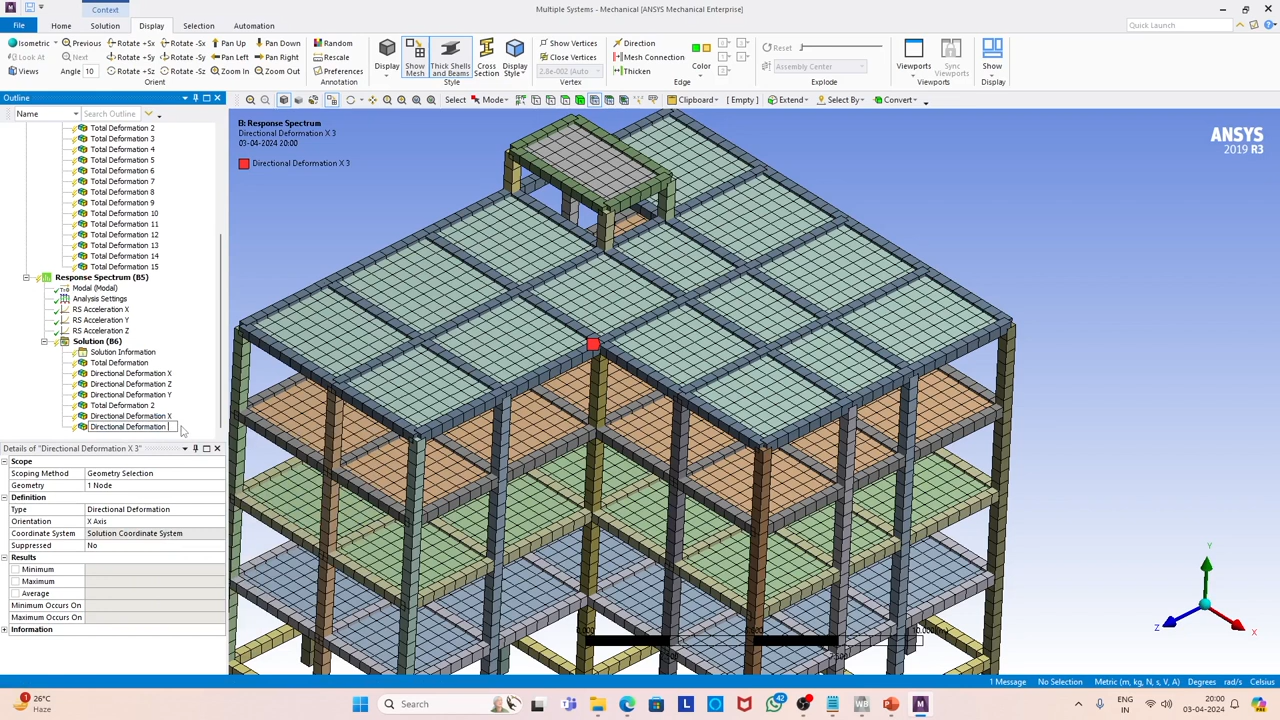 Context
Multiple Systems - Mechanical [ANSYS Mechanical Enterprise]
File
Home
Solution
Display
Selection
Automation
Quick Launch
Isometric
Previous
Rotate +Sx
Rotate -Sx
Pan Up
Pan Down
Random
Show Vertices
Direction
Reset
Look At
Next
Rotate +Sy
Rotate -Sy
Pan Left
Pan Right
Rescale
Close Vertices
Mesh Connection
Views
Angle 10
Rotate +Sz
Rotate -Sz
Zoom In
Zoom Out
Preferences
2.8e-002 (Auto
Thicken
Assembly Center
Display
Show Mesh
Thick Shells and Beams
Cross Section
Display Style
Color
Viewports
Sync Viewports
Show
Orient
Annotation
Style
Vertex
Edge
Explode
Viewports
Display
Outline
Name
Search Outline
Select
Mode
Clipboard
[ Empty ]
Extend
Select By
Convert
Total Deformation 2
Total Deformation 3
Total Deformation 4
Total Deformation 5
Total Deformation 6
Total Deformation 7
Total Deformation 8
Total Deformation 9
Total Deformation 10
Total Deformation 11
Total Deformation 12
Total Deformation 13
Total Deformation 14
Total Deformation 15
Response Spectrum (B5)
Modal (Modal)
Analysis Settings
RS Acceleration X
RS Acceleration Y
RS Acceleration Z
Solution (B6)
Solution Information
Total Deformation
Directional Deformation X
Directional Deformation Z
Directional Deformation Y
Total Deformation 2
Directional Deformation X
Directional Deformation
B: Response Spectrum
Directional Deformation X 3
03-04-2024 20:00
Directional Deformation X 3
ANSYS
2019 R3
Details of "Directional Deformation X 3"
Scope
Scoping Method
Geometry Selection
Geometry
1 Node
Definition
Type
Directional Deformation
Orientation
X Axis
Coordinate System
Solution Coordinate System
Suppressed
No
Results
Minimum
Maximum
Average
Minimum Occurs On
Maximum Occurs On
Information
Y
Z
X
1 Message
No Selection
Metric (m, kg, N, s, V, A)
Degrees
rad/s
Celsius
26°C
Haze
Search
42
ENG
IN
20:00
03-04-2024